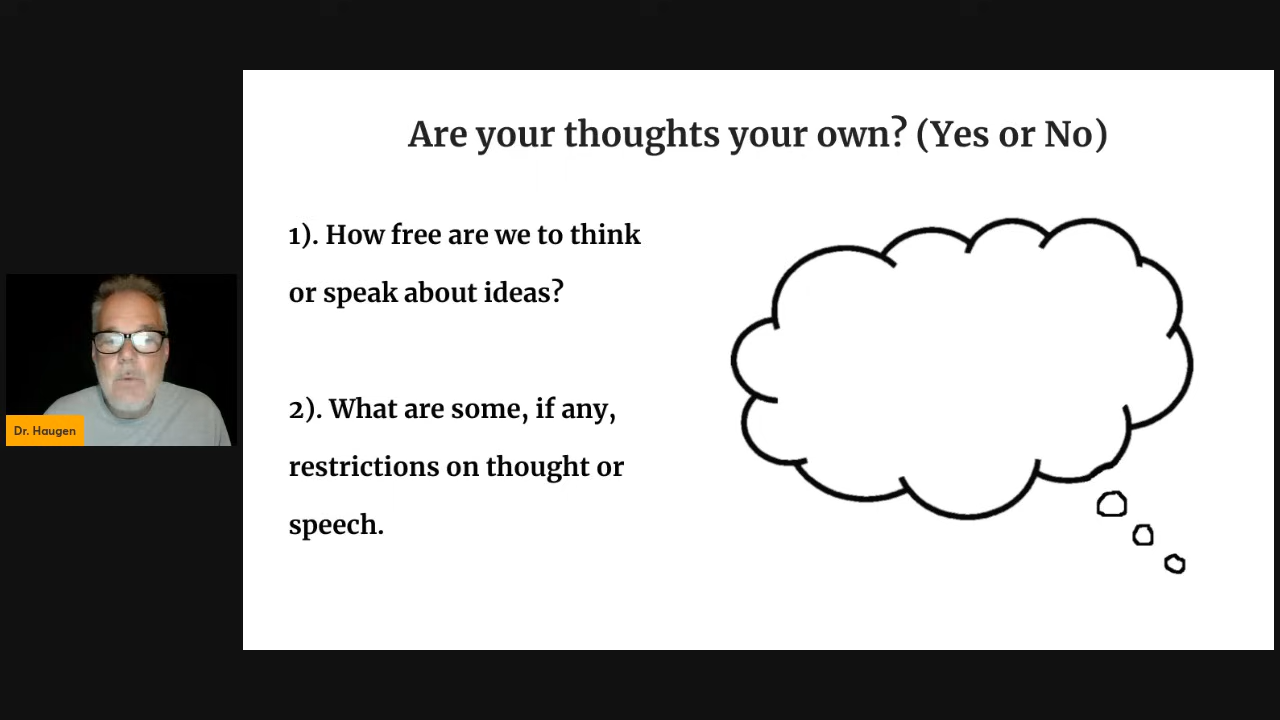 Are your thoughts your own? (Yes or No)
1). How free are we to think
or speak about ideas?
2). What are some, if any,
restrictions on thought or
speech.
Dr. Haugen